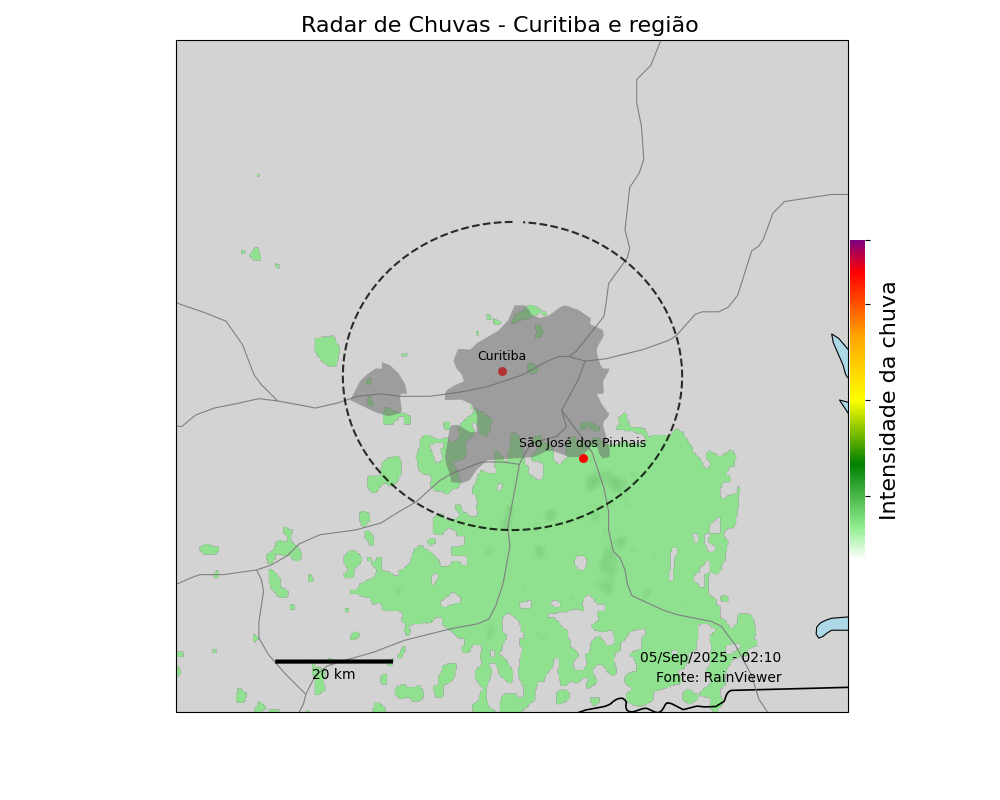 Radar de Chuvas - Curitiba e região
Curitiba
São José dos Pinhais
Intensidade da chuva
05/Sep/2025 - 02:10
20 km
Fonte: RainViewer